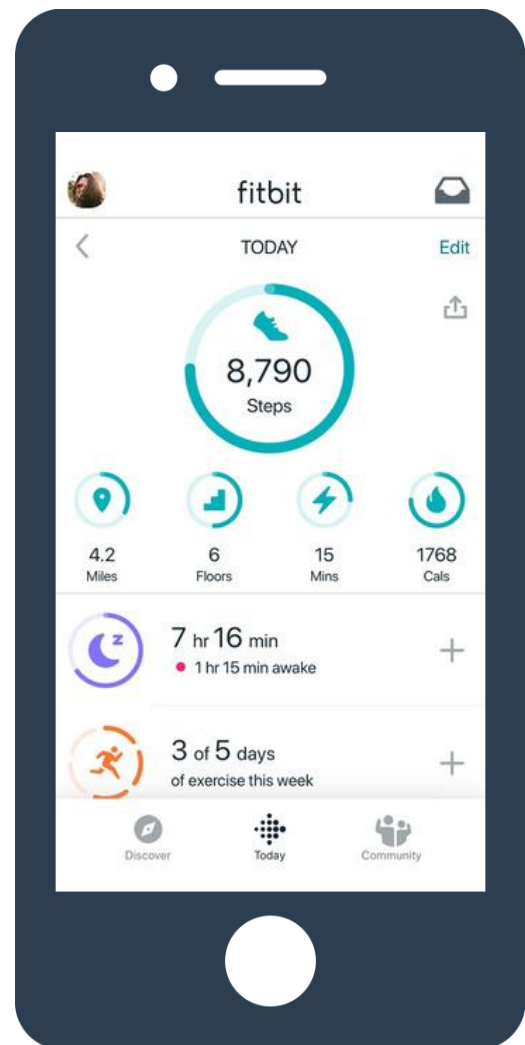 fitbit
TODAY
Edit
8,790
Steps
4.2
Miles
6
Floors
15
Mins
1768
Cals
z
7 hr 16 min
1 hr 15 min awake
3 of 5 days
of exercise this week
Discover
Today
Community